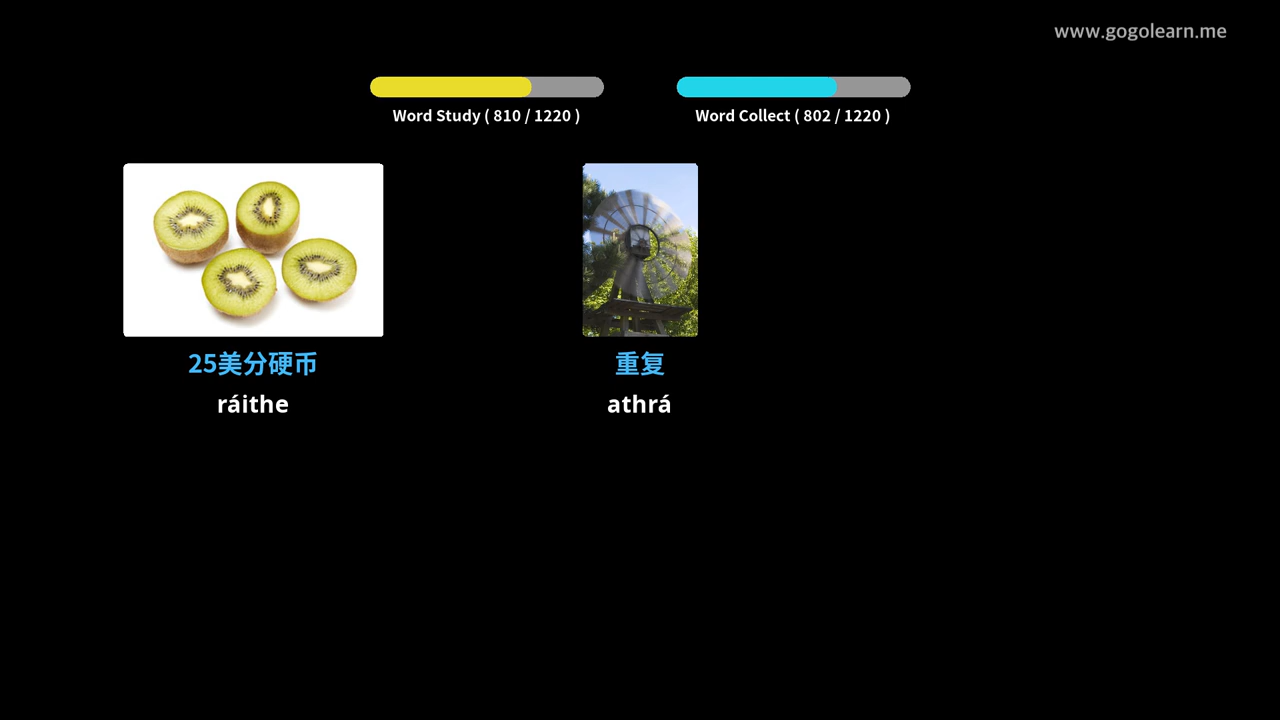 www.gogolearn.me
Word Study ( 810 / 1220 )
Word Collect ( 802 / 1220 )
25美分硬币
ráithe
重复
athrá